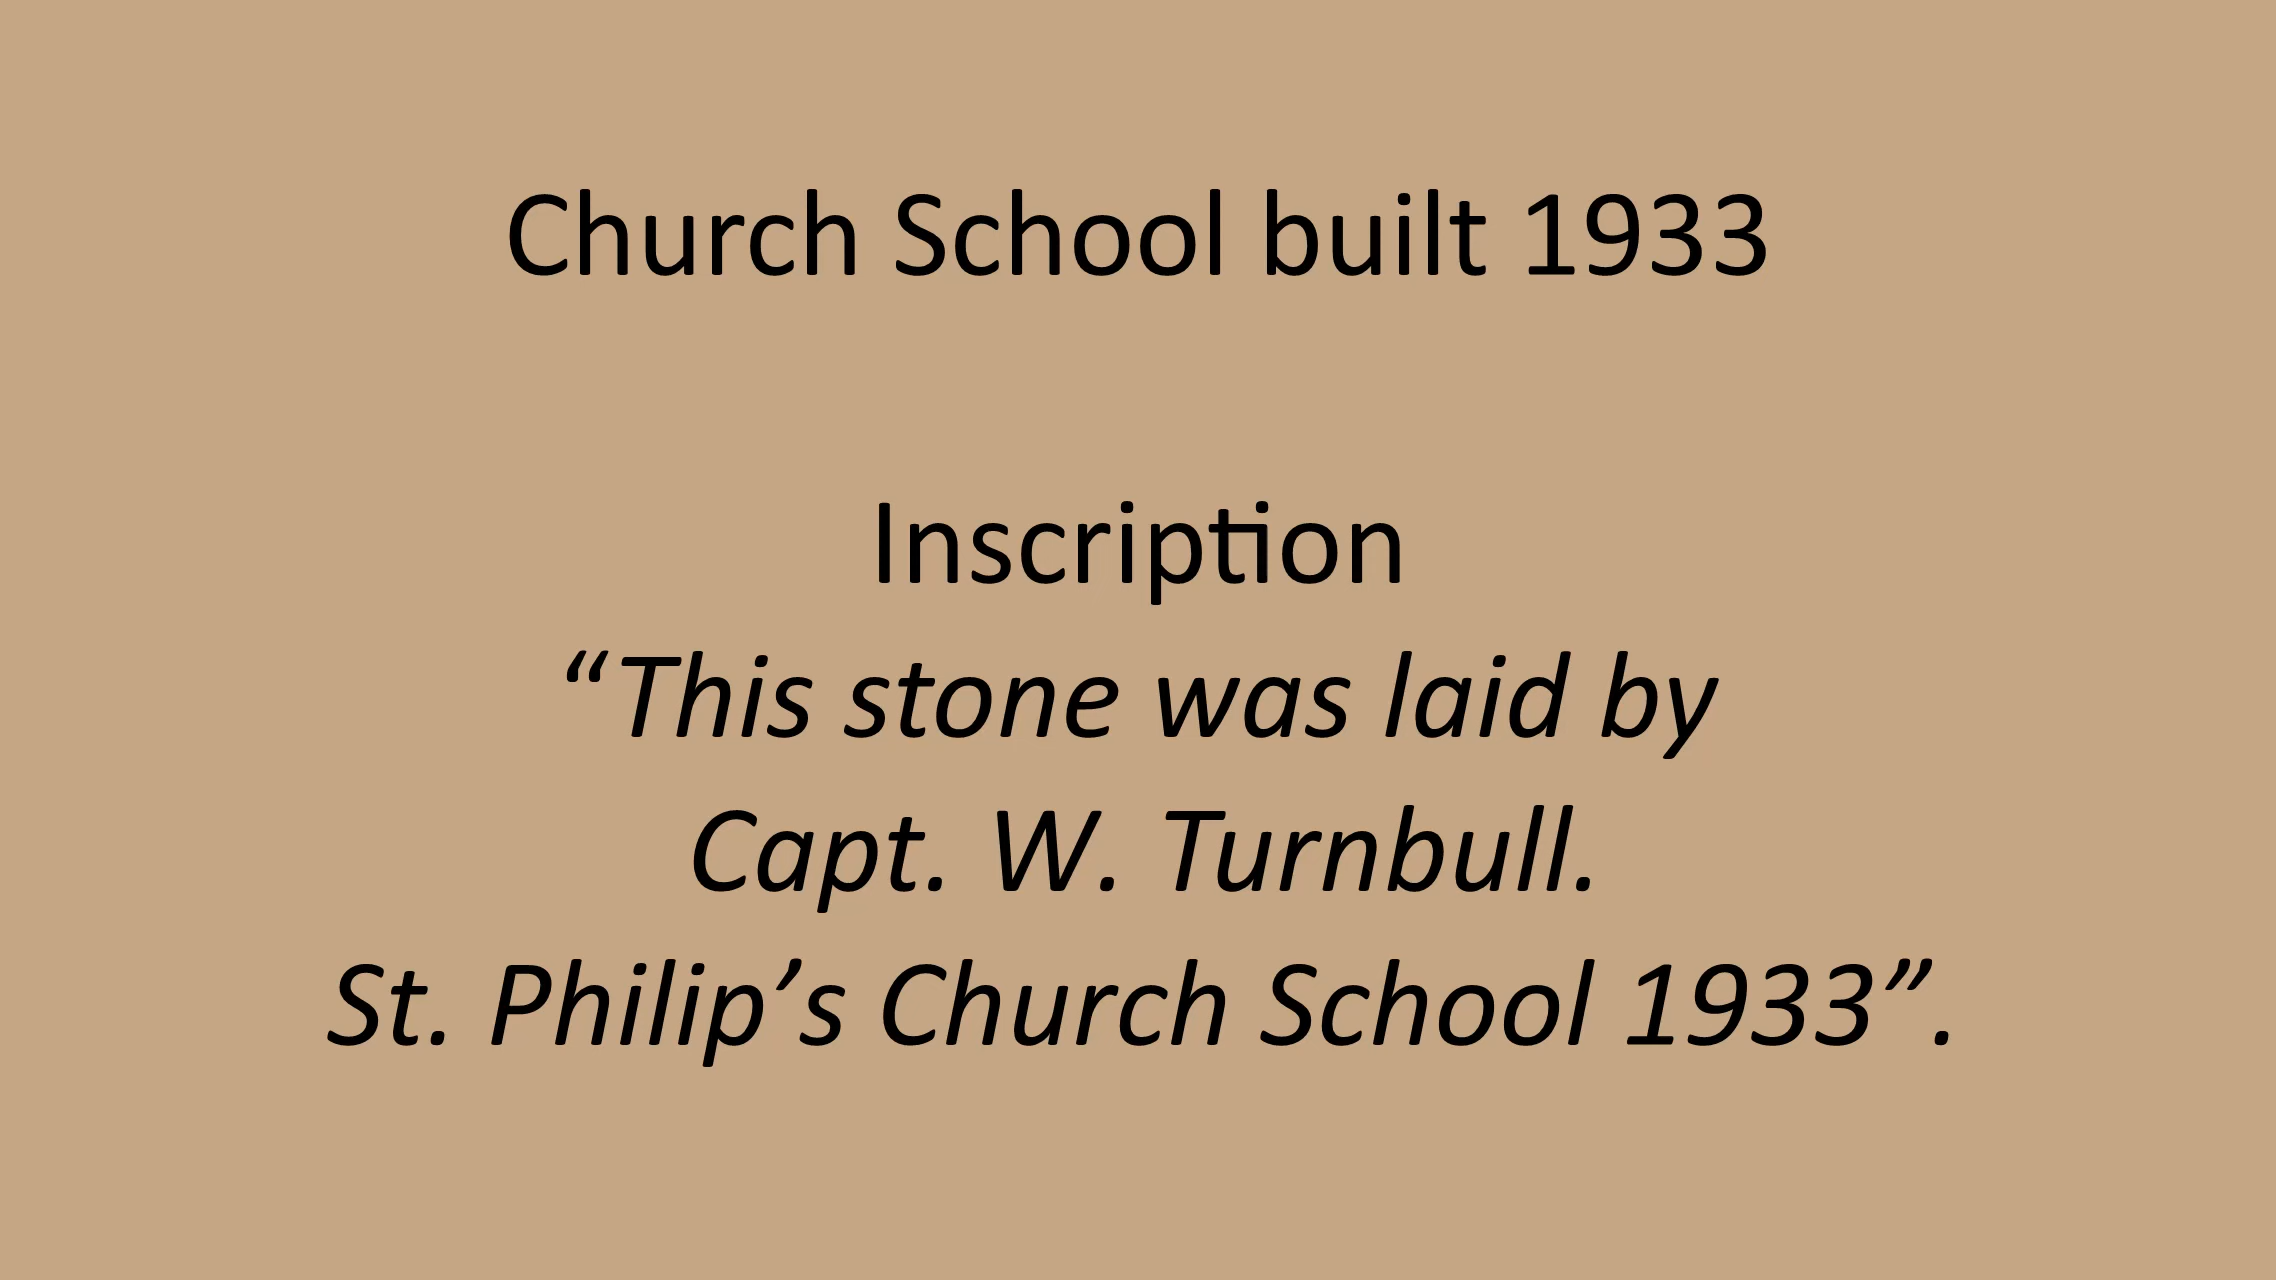 Church School built 1933
Inscription
“This stone was laid by
Capt. W. Turnbull.
St. Philip’s Church School 1933”.